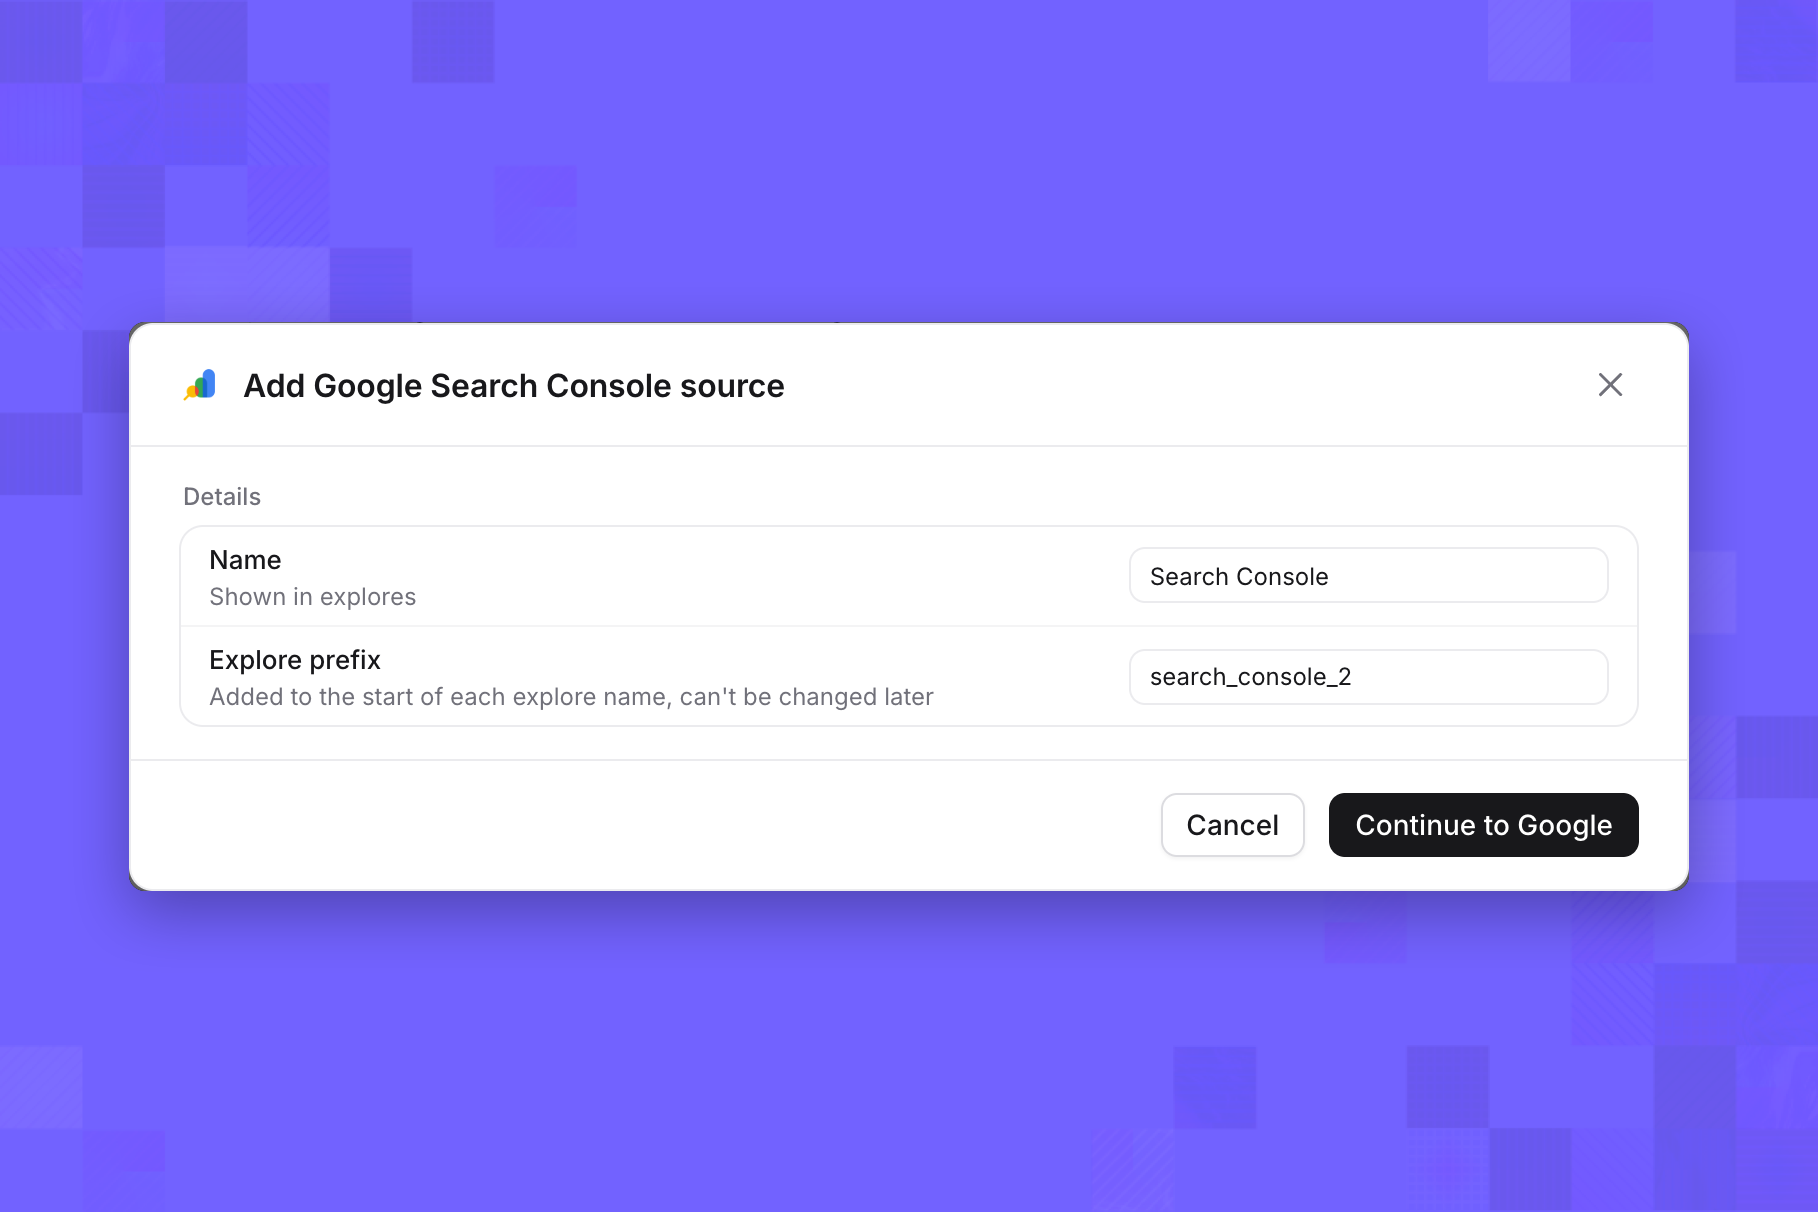 Add Google Search Console source
Details
Name
Search Console
Shown in explores
Explore prefix
search_console_2
Added to the start of each explore name, can't be changed later
Cancel
Continue to Google